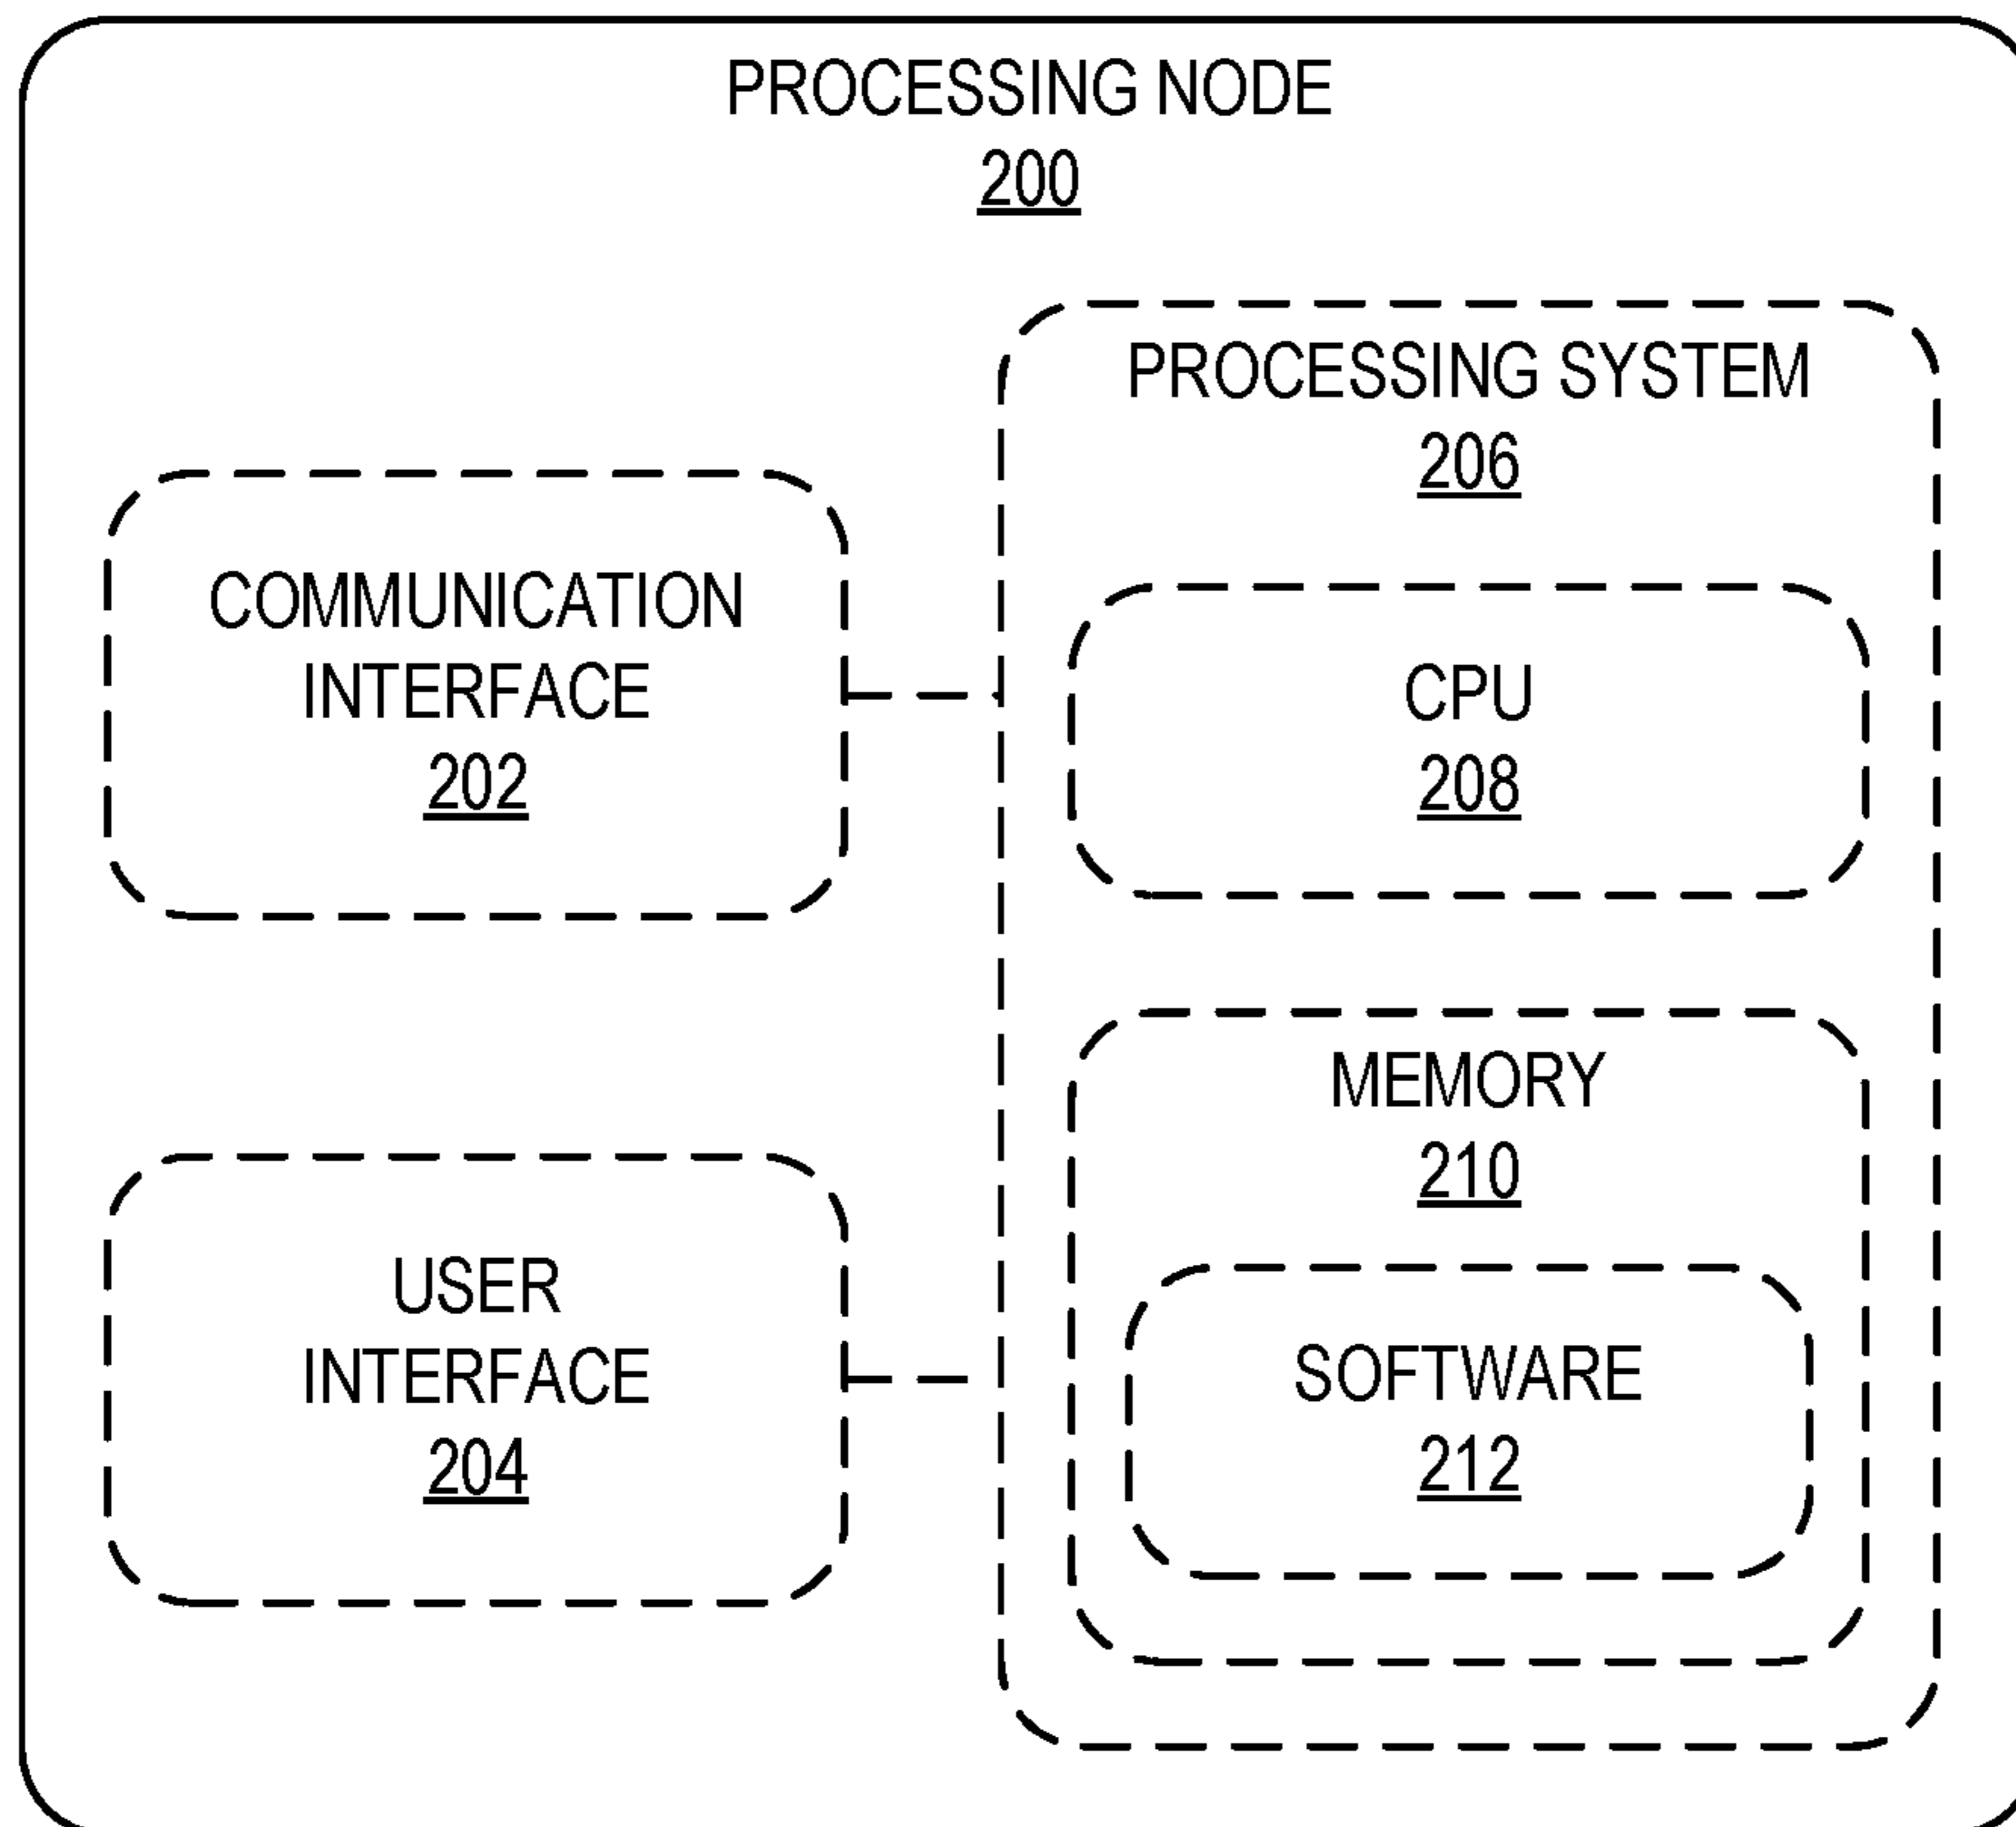 PROCESSING NODE
200
COMMUNICATION
INTERFACE
202
USER
INTERFACE
204
PROCESSING SYSTEM
206
CPU
208
MEMORY
210
SOFTWARE
212